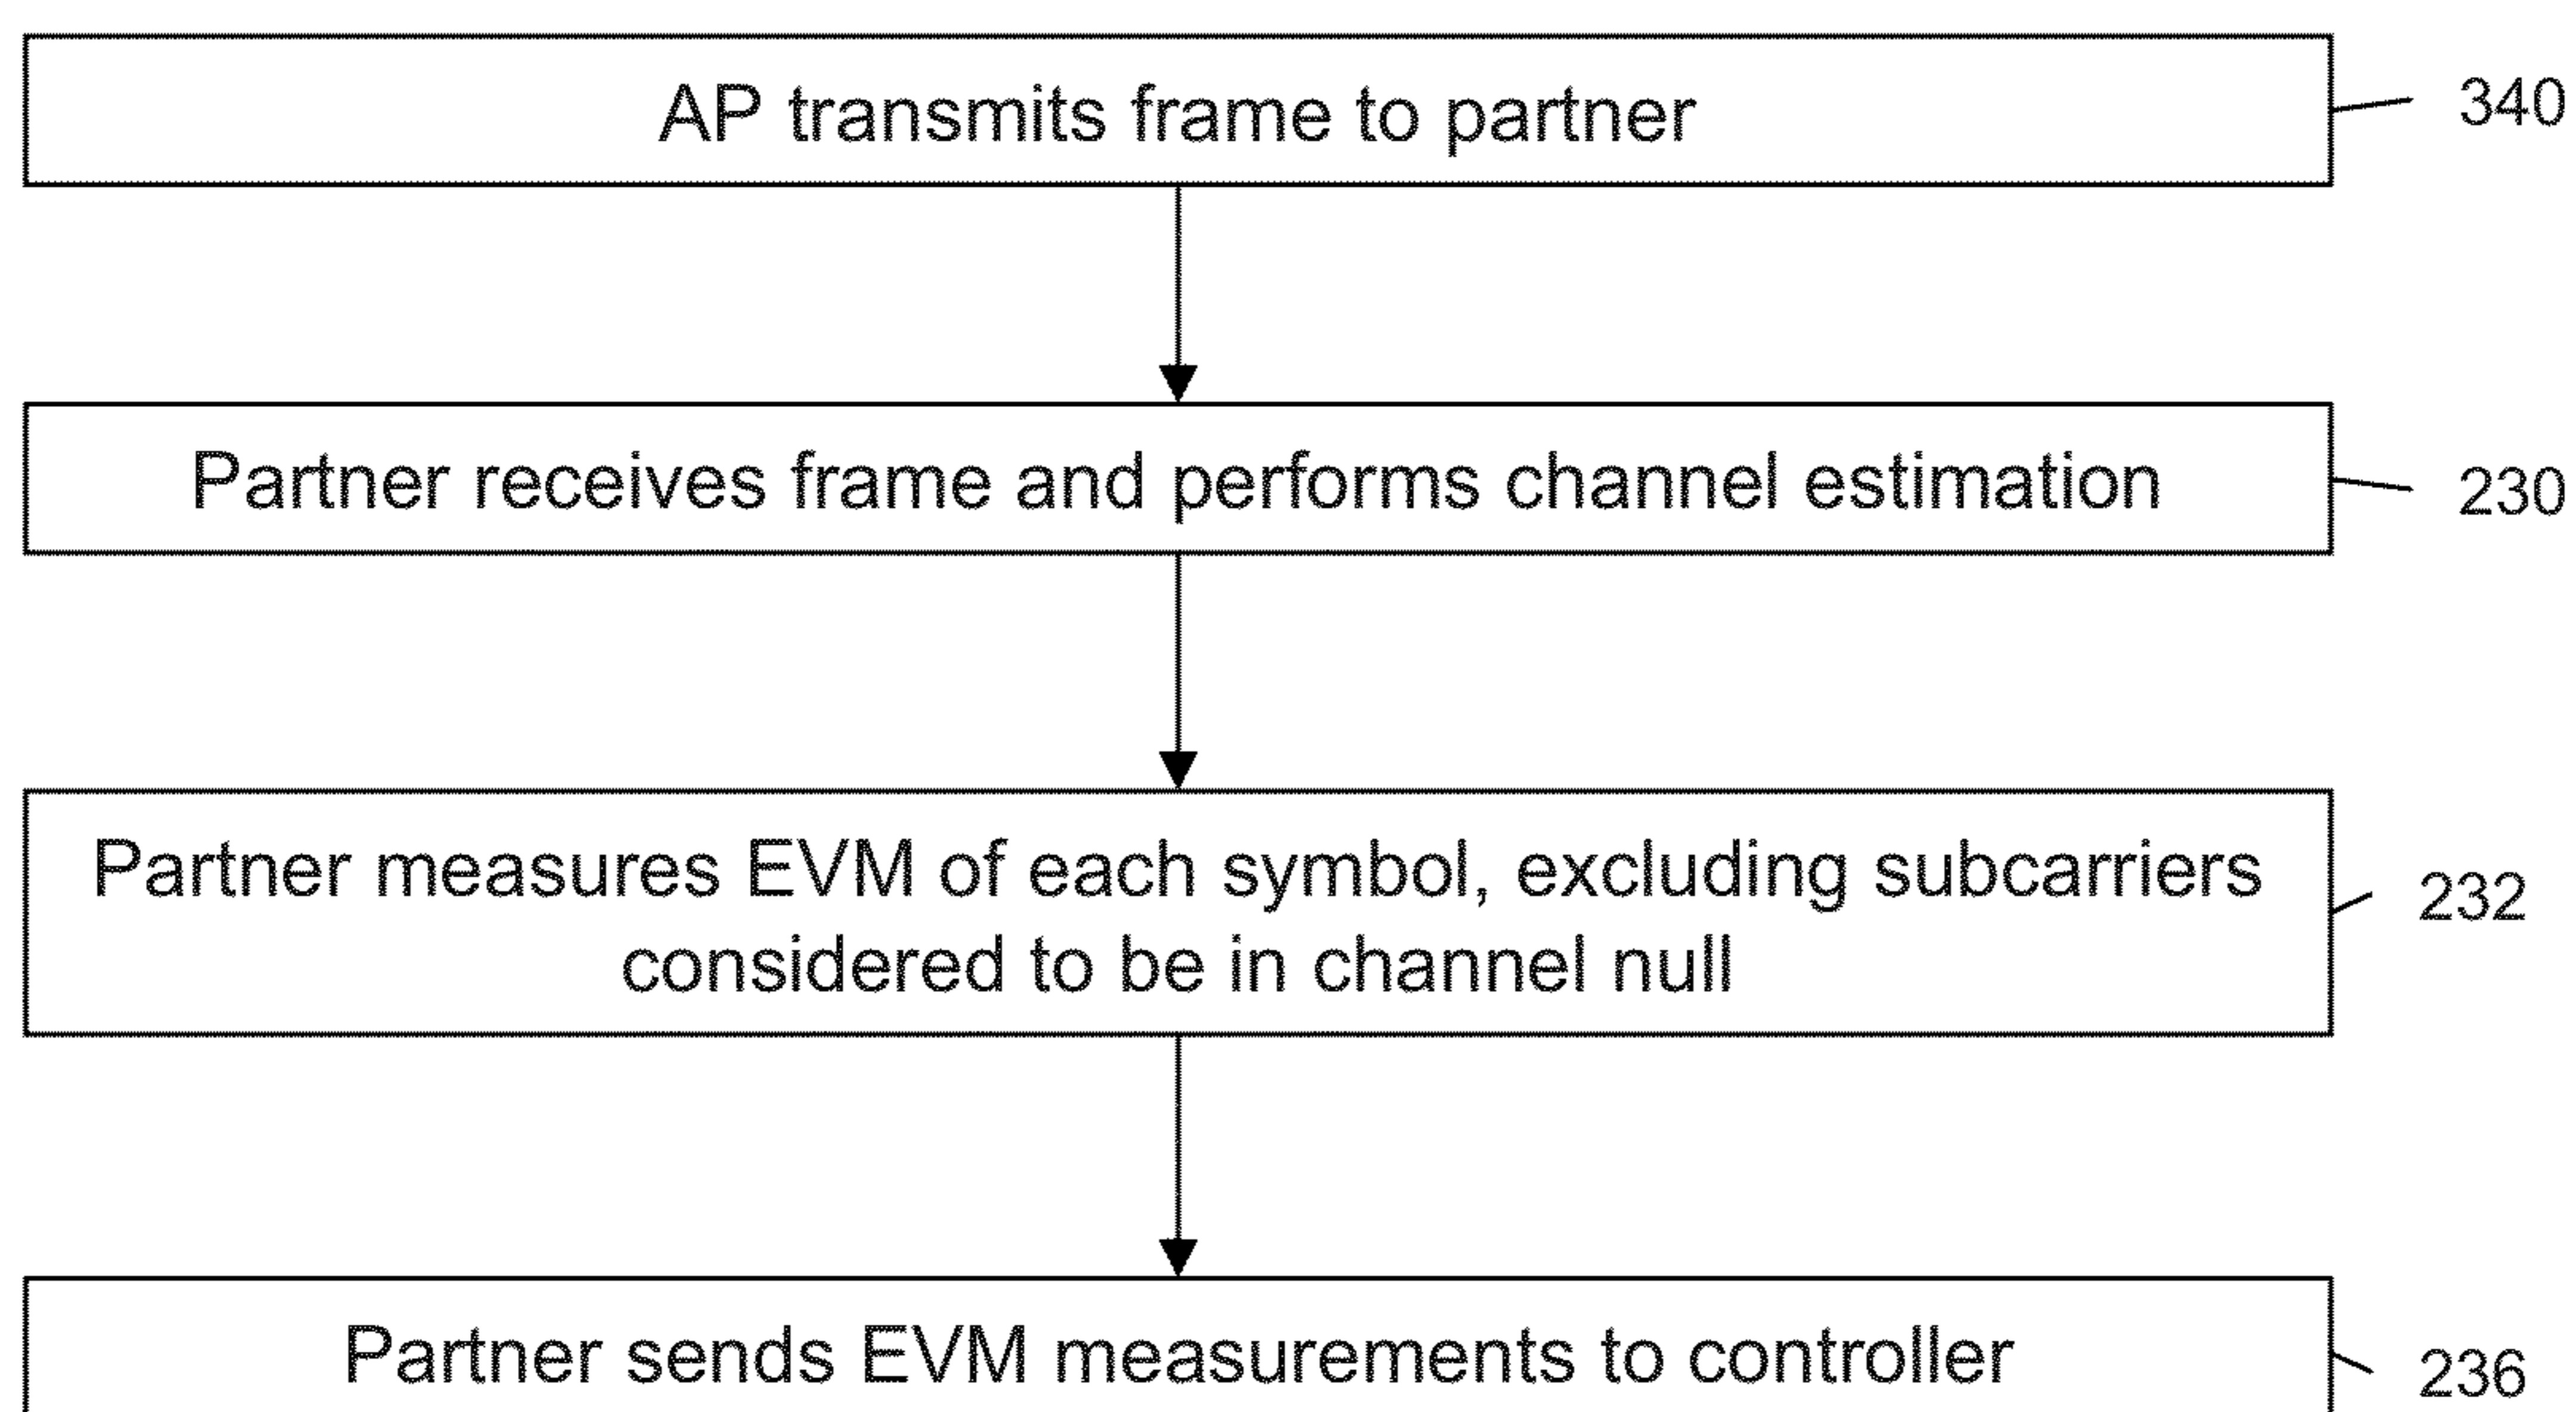 AP transmits frame to partner
340
Partner receives frame and performs channel estimation
230
Partner measures EVM of each symbol, excluding subcarriers
considered to be in channel null
232
Partner sends EVM measurements to controller
236